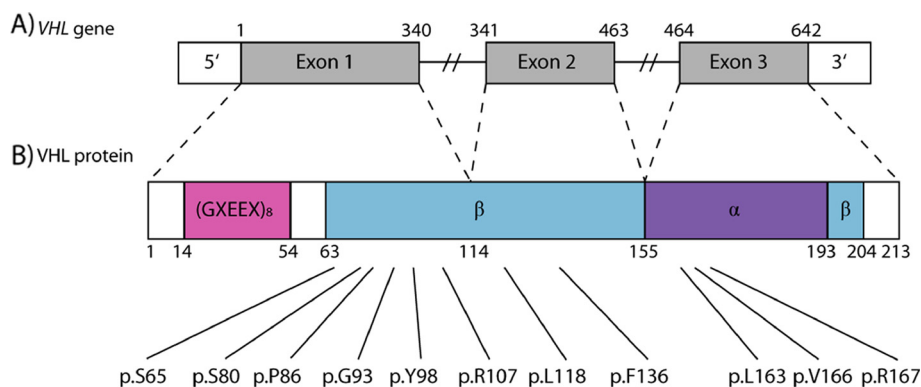 A) VHL gene
1 340 341 463 464 642
5‘ Exon 1 Exon 2 Exon 3 3‘
B) VHL protein
(GXEEX)₈ β α β
1 14 54 63 114 155 193 204 213
p.S65 p.S80 p.P86 p.G93 p.Y98 p.R107 p.L118 p.F136 p.L163 p.V166 p.R167